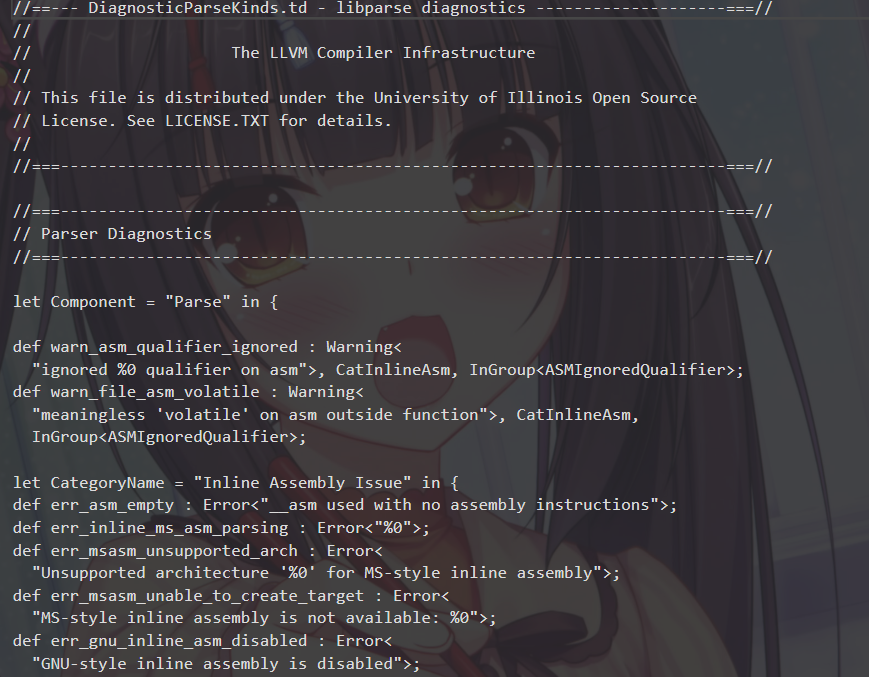 //==--- DiagnosticParseKinds.td - libparse diagnostics --------------------===//
//
//                     The LLVM Compiler Infrastructure
//
// This file is distributed under the University of Illinois Open Source
// License. See LICENSE.TXT for details.
//
//===----------------------------------------------------------------------===//
//===----------------------------------------------------------------------===//
// Parser Diagnostics
//===----------------------------------------------------------------------===//
let Component = "Parse" in {
def warn_asm_qualifier_ignored : Warning<
  "ignored %0 qualifier on asm">, CatInlineAsm, InGroup<ASMIgnoredQualifier>;
def warn_file_asm_volatile : Warning<
  "meaningless 'volatile' on asm outside function">, CatInlineAsm,
  InGroup<ASMIgnoredQualifier>;
let CategoryName = "Inline Assembly Issue" in {
def err_asm_empty : Error<"__asm used with no assembly instructions">;
def err_inline_ms_asm_parsing : Error<"%0">;
def err_msasm_unsupported_arch : Error<
  "Unsupported architecture '%0' for MS-style inline assembly">;
def err_msasm_unable_to_create_target : Error<
  "MS-style inline assembly is not available: %0">;
def err_gnu_inline_asm_disabled : Error<
  "GNU-style inline assembly is disabled">;